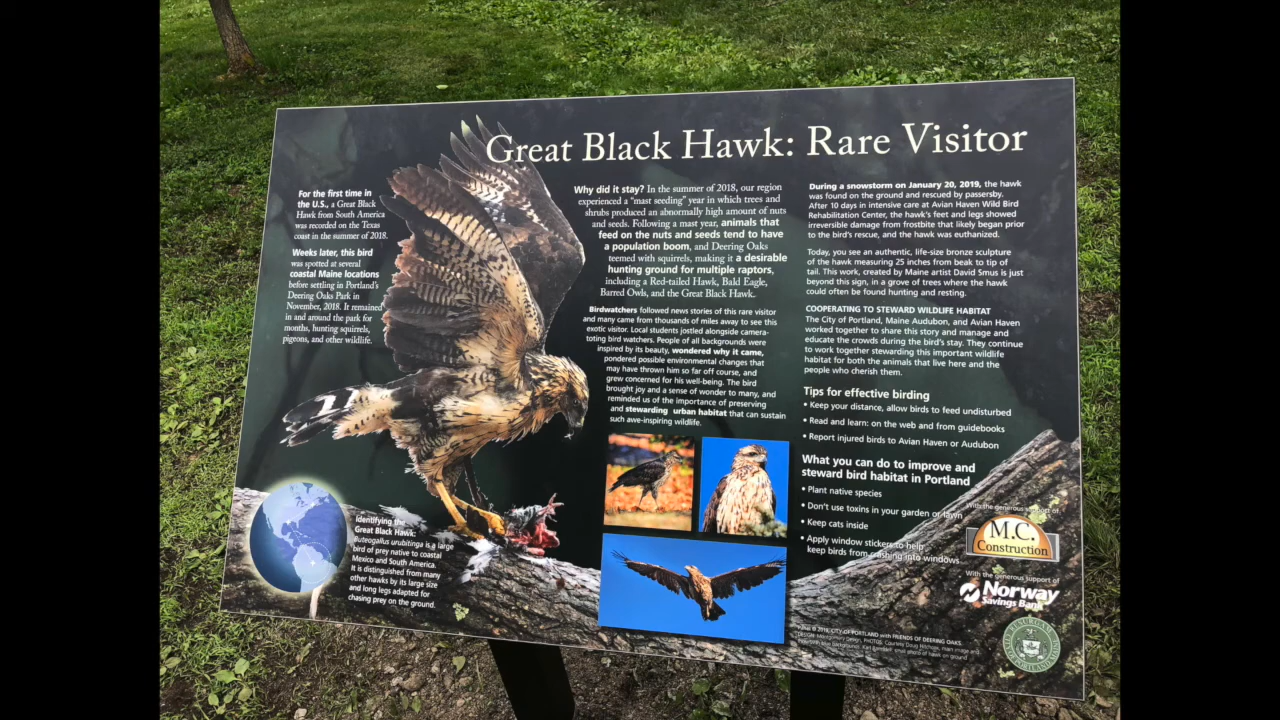 Great Black Hawk: Rare Visitor
For the first time in
the U.S., a Great Black
Hawk from South America
was recorded on the Texas
coast in the summer of 2018.
Weeks later, this bird
was spotted at several
coastal Maine locations
before settling in Portland's
Deering Oaks Park in
November, 2018. It remained
in and around the park for
months, hunting squirrels,
pigeons, and other wildlife.
Identifying the
Great Black Hawk:
Buteogallus urubitinga is a large
bird of prey native to coastal
Mexico and South America.
It is distinguished from many
other hawks by its large size
and long legs adapted for
chasing prey on the ground.
Why did it stay? In the summer of 2018, our region
experienced a "mast seeding" year in which trees and
shrubs produced an abnormally high amount of nuts
and seeds. Following a mast year, animals that
feed on the nuts and seeds tend to have
a population boom, and Deering Oaks
teemed with squirrels, making it a desirable
hunting ground for multiple raptors,
including a Red-tailed Hawk, Bald Eagle,
Barred Owls, and the Great Black Hawk.
Birdwatchers followed news stories of this rare visitor
and many came from thousands of miles away to see this
exotic visitor. Local students jostled alongside camera-
toting bird watchers. People of all backgrounds were
inspired by its beauty, wondered why it came,
pondered possible environmental changes that
may have thrown him so far off course, and
grew concerned for his well-being. The bird
brought joy and a sense of wonder to many, and
reminded us of the importance of preserving
and stewarding urban habitat that can sustain
such awe-inspiring wildlife.
During a snowstorm on January 20, 2019, the hawk
was found on the ground and rescued by passersby.
After 10 days in intensive care at Avian Haven Wild Bird
Rehabilitation Center, the hawk's feet and legs showed
irreversible damage from frostbite that likely began prior
to the bird's rescue, and the hawk was euthanized.
Today, you see an authentic, life-size bronze sculpture
of the hawk measuring 25 inches from beak to tip of
tail. This work, created by Maine artist David Smus is just
beyond this sign, in a grove of trees where the hawk
could often be found hunting and resting.
COOPERATING TO STEWARD WILDLIFE HABITAT
The City of Portland, Maine Audubon, and Avian Haven
worked together to share this story and manage and
educate the crowds during the bird's stay. They continue
to work together stewarding this important wildlife
habitat for both the animals that live here and the
people who cherish them.
Tips for effective birding
• Keep your distance, allow birds to feed undisturbed
• Read and learn: on the web and from guidebooks
• Report injured birds to Avian Haven or Audubon
What you can do to improve and
steward bird habitat in Portland
• Plant native species
• Don't use toxins in your garden or lawn
• Keep cats inside
• Apply window stickers to help
keep birds from crashing into windows
With the generous support of
M.C.
Construction
With the generous support of
Norway
Savings Bank
CITY OF PORTLAND with FRIENDS OF DEERING OAKS